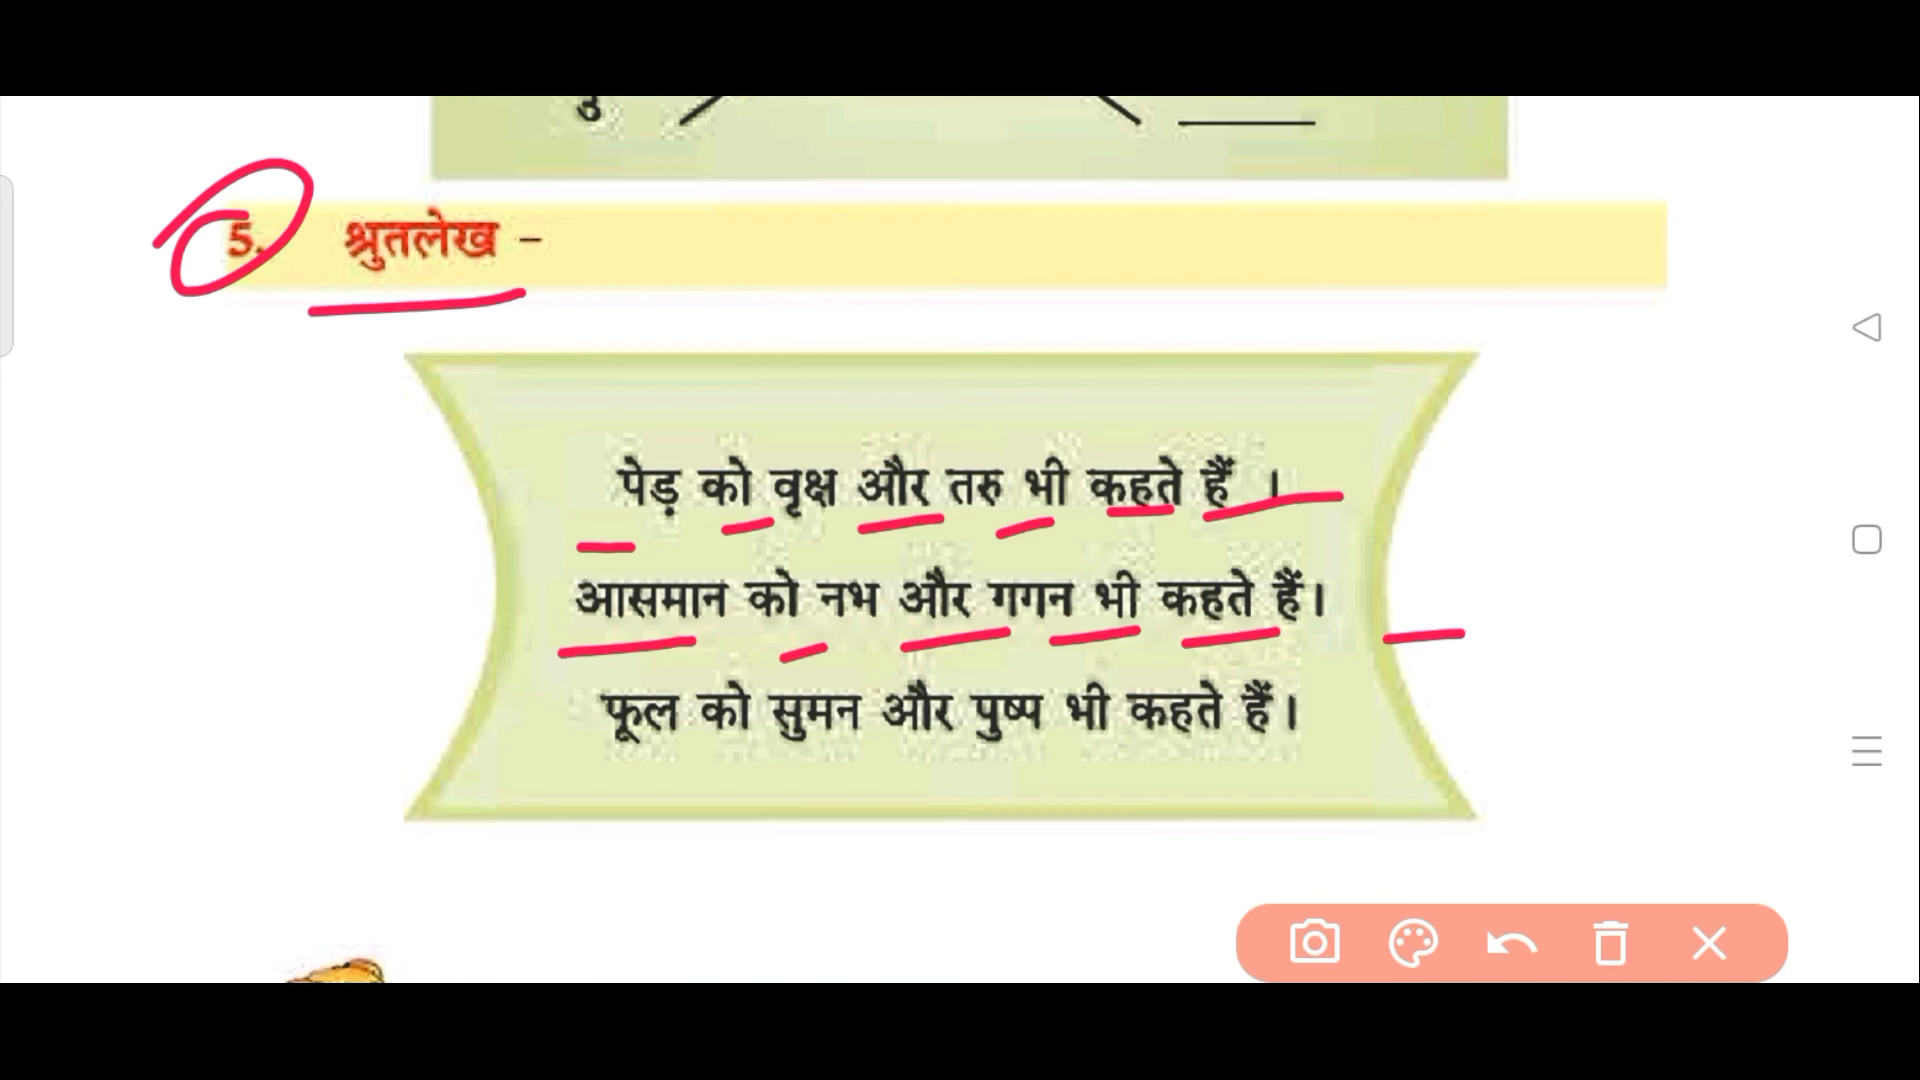 5. श्रुतलेख –
पेड़ को वृक्ष और तरु भी कहते हैं ।
आसमान को नभ और गगन भी कहते हैं।
फूल को सुमन और पुष्प भी कहते हैं।